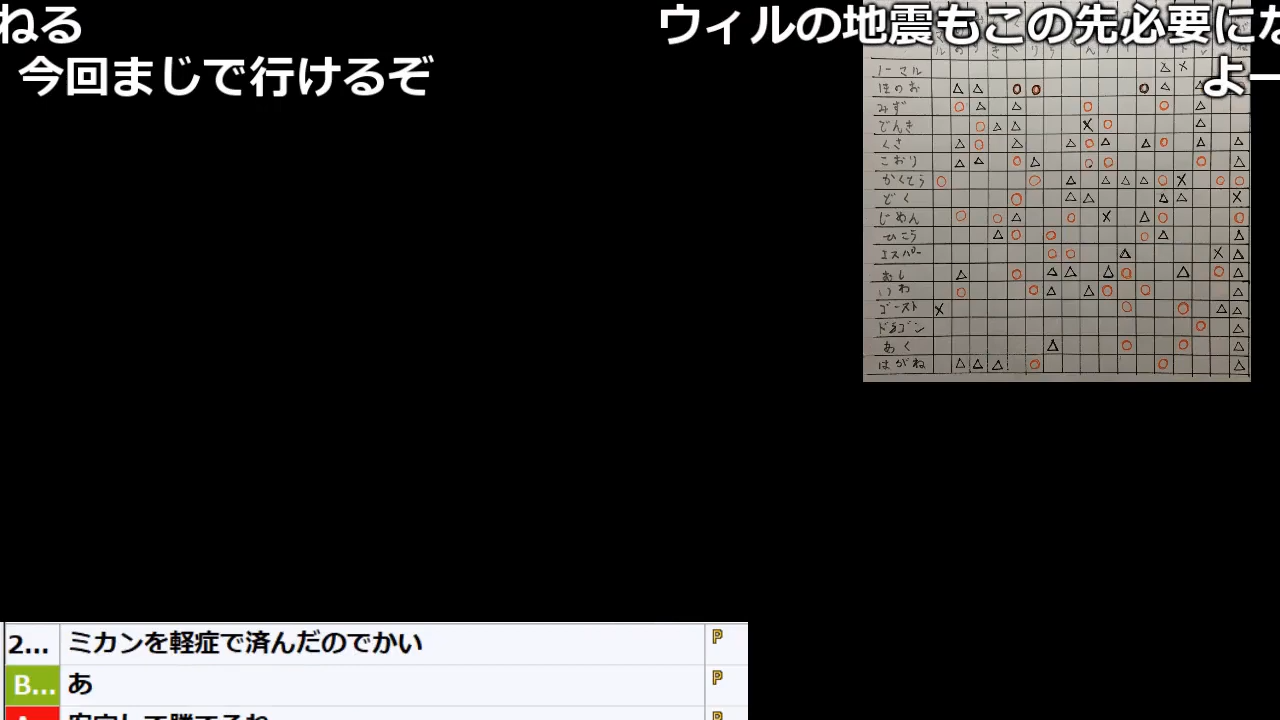 ねる
ウィルの地震もこの先必要にな
今回まじで行けるぞ
よー
ノーマル
ほのお
みず
でんき
くさ
こおり
かくとう
どく
じめん
ひこう
エスパー
むし
いわ
ゴースト
ドラゴン
あく
はがね
2... ミカンを軽症で済んだのでかい P
B... あ P